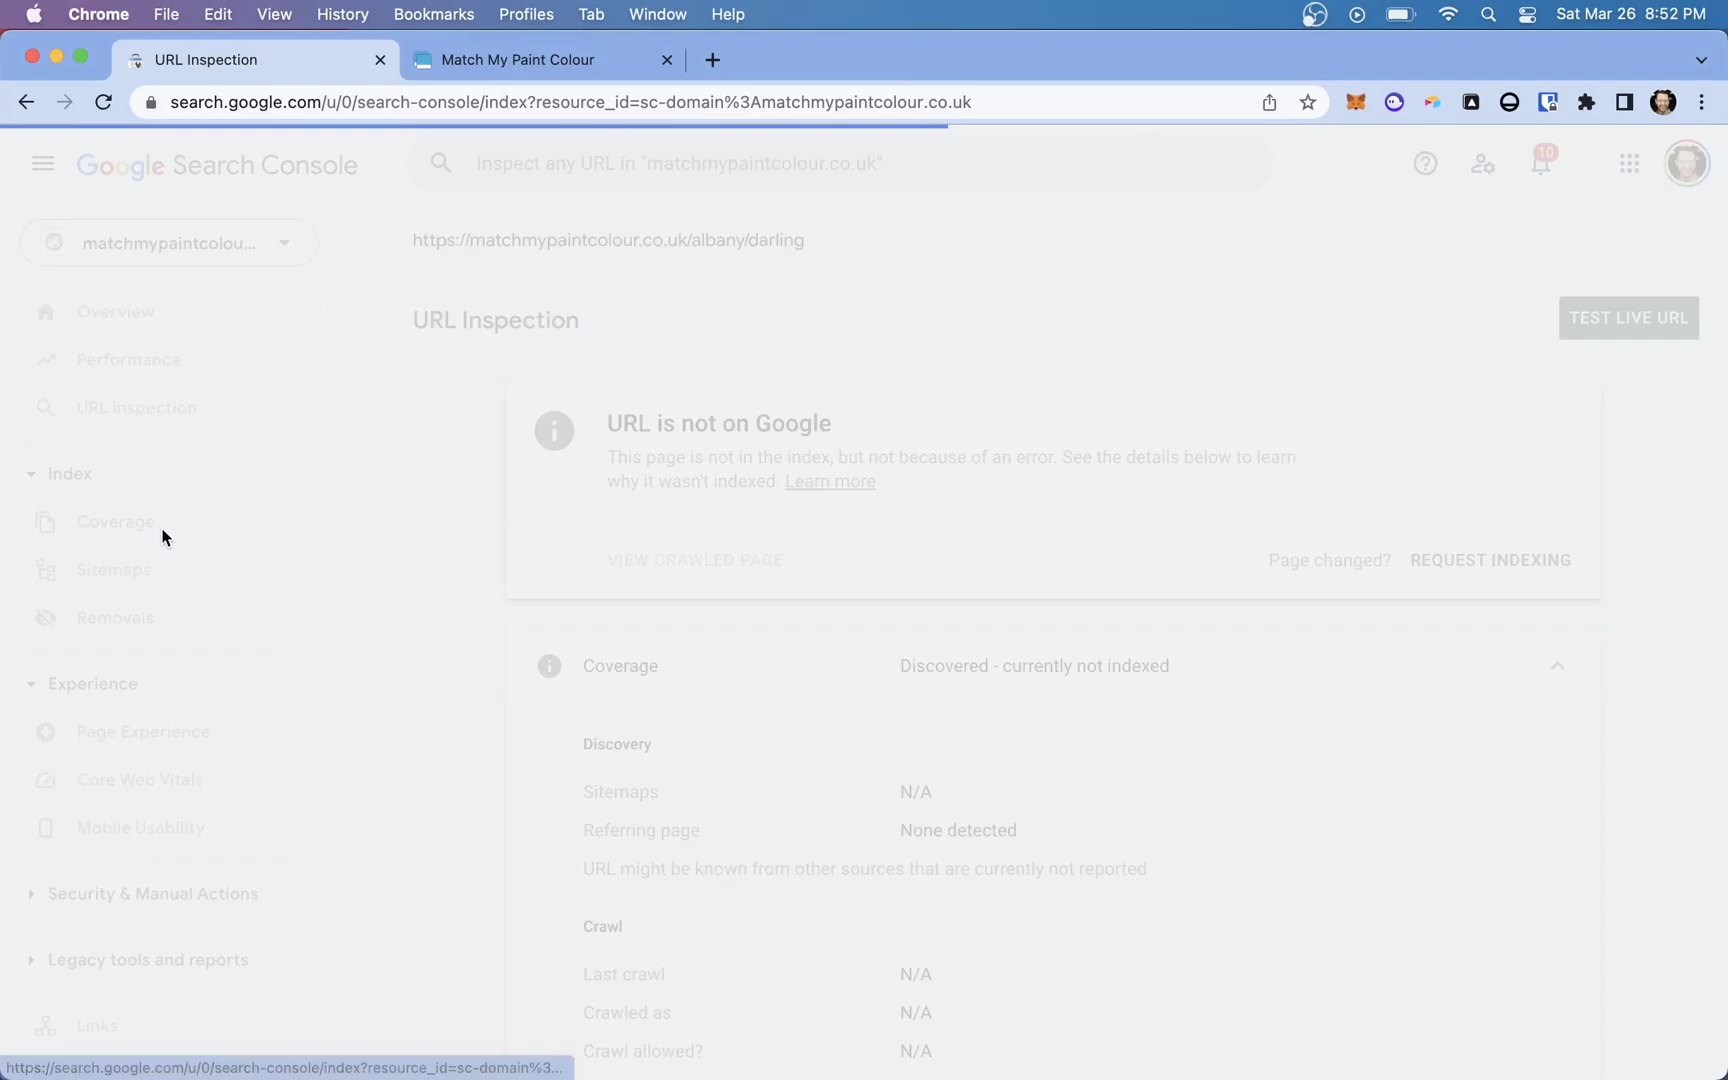 Chrome File Edit View History Bookmarks Profiles Tab Window Help Sat Mar 26 8:52 PM
URL Inspection
Match My Paint Colour
search.google.com/u/0/search-console/index?resource_id=sc-domain%3Amatchmypaintcolour.co.uk
Google Search Console
Inspect any URL in "matchmypaintcolour.co.uk"
10
matchmypaintcolou...
https://matchmypaintcolour.co.uk/albany/darling
Overview
Performance
URL inspection
Index
Coverage
Sitemaps
Removals
Experience
Page Experience
Core Web Vitals
Mobile Usability
Security & Manual Actions
Legacy tools and reports
Links
URL Inspection
TEST LIVE URL
URL is not on Google
This page is not in the index, but not because of an error. See the details below to learn
why it wasn't indexed. Learn more
VIEW CRAWLED PAGE
Page changed? REQUEST INDEXING
Coverage Discovered - currently not indexed
Discovery
Sitemaps N/A
Referring page None detected
URL might be known from other sources that are currently not reported
Crawl
Last crawl N/A
Crawled as N/A
Crawl allowed? N/A
https://search.google.com/u/0/search-console/index?resource_id=sc-domain%3...